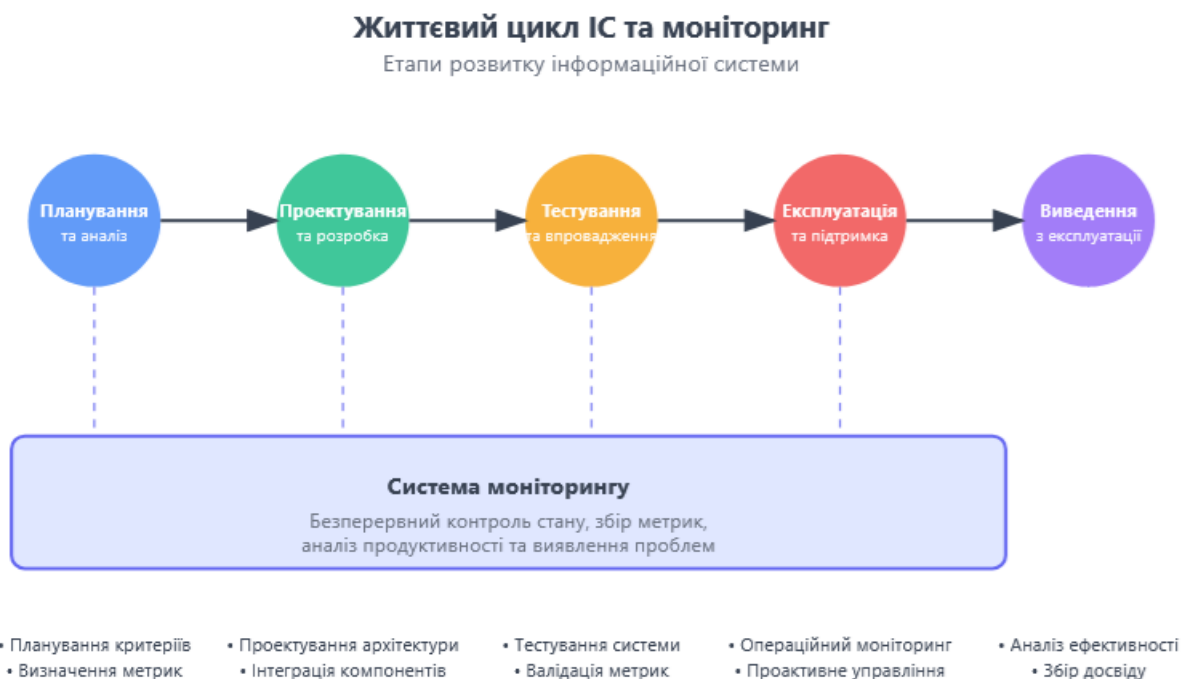 Життєвий цикл ІС та моніторинг
Етапи розвитку інформаційної системи
Планування
та аналіз
Проектування
та розробка
Тестування
та впровадження
Експлуатація
та підтримка
Виведення
з експлуатації
Система моніторингу
Безперервний контроль стану, збір метрик,
аналіз продуктивності та виявлення проблем
• Планування критеріїв
• Визначення метрик
• Проектування архітектури
• Інтеграція компонентів
• Тестування системи
• Валідація метрик
• Операційний моніторинг
• Проактивне управління
• Аналіз ефективності
• Збір досвіду